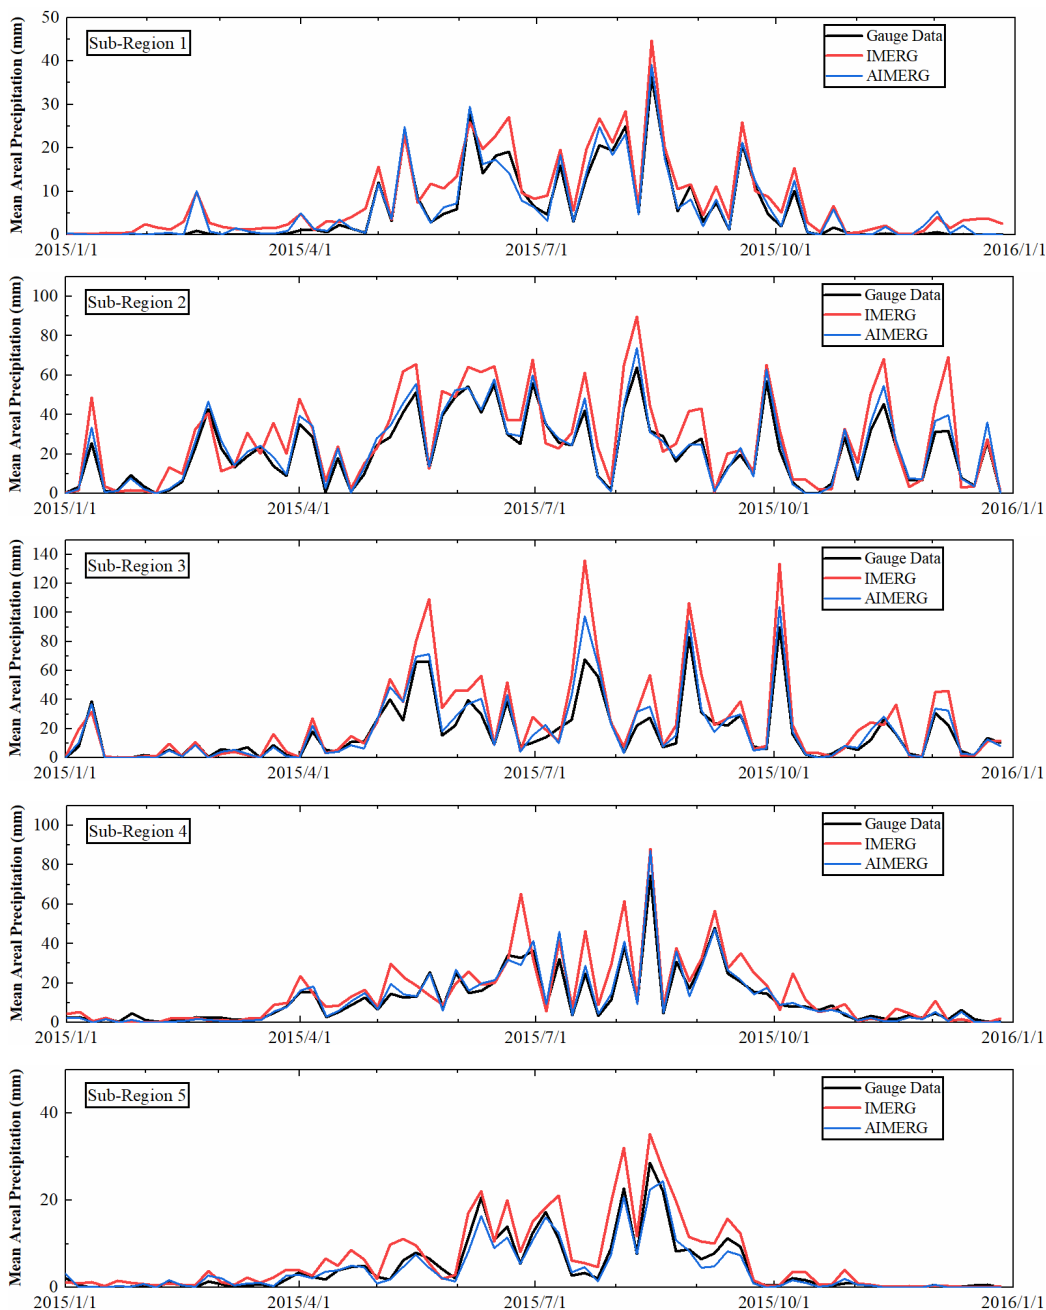 Mean Areal Precipitation (mm)
50
40
30
20
10
0
Sub-Region 1
Gauge Data
IMERG
AIMERG
2015/1/1 2015/4/1 2015/7/1 2015/10/1 2016/1/1
Mean Areal Precipitation (mm)
100
80
60
40
20
0
Sub-Region 2
Gauge Data
IMERG
AIMERG
2015/1/1 2015/4/1 2015/7/1 2015/10/1 2016/1/1
Mean Areal Precipitation (mm)
140
120
100
80
60
40
20
0
Sub-Region 3
Gauge Data
IMERG
AIMERG
2015/1/1 2015/4/1 2015/7/1 2015/10/1 2016/1/1
Mean Areal Precipitation (mm)
100
80
60
40
20
0
Sub-Region 4
Gauge Data
IMERG
AIMERG
2015/1/1 2015/4/1 2015/7/1 2015/10/1 2016/1/1
Mean Areal Precipitation (mm)
40
20
0
Sub-Region 5
Gauge Data
IMERG
AIMERG
2015/1/1 2015/4/1 2015/7/1 2015/10/1 2016/1/1